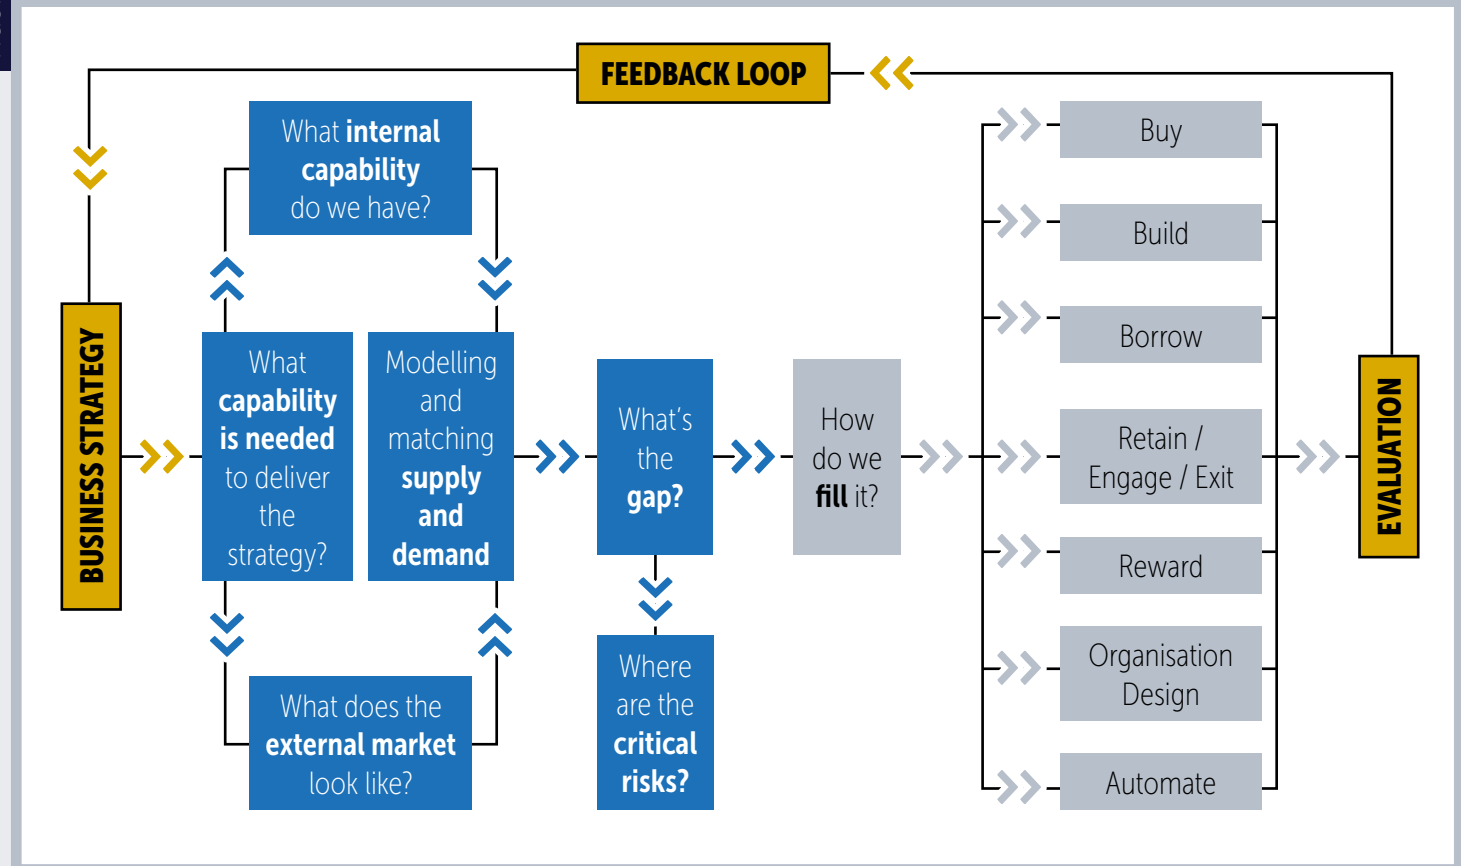 FEEDBACK LOOP
BUSINESS STRATEGY
What internal
capability
do we have?
What
capability
is needed
to deliver
the
strategy?
Modelling
and
matching
supply
and
demand
What does the
external market
look like?
What's
the
gap?
Where
are the
critical
risks?
How
do we
fill it?
Buy
Build
Borrow
Retain /
Engage / Exit
Reward
Organisation
Design
Automate
EVALUATION